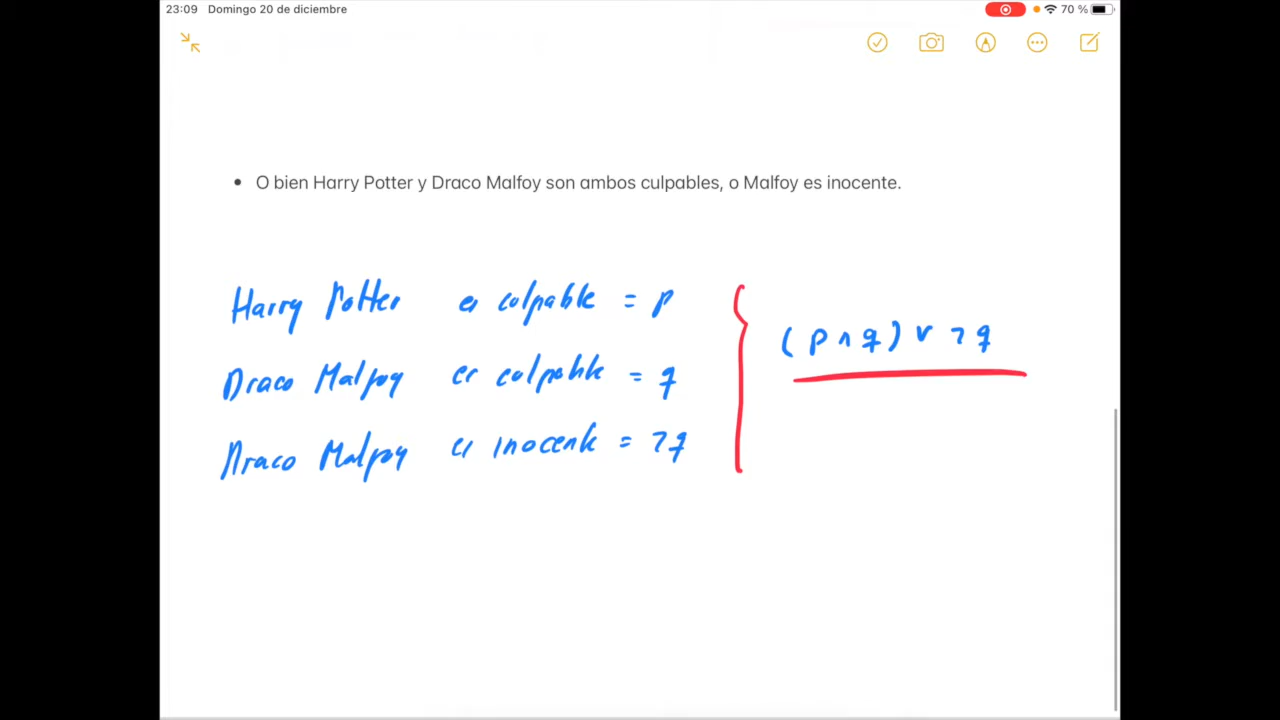 23:09 Domingo 20 de diciembre 70 %
• O bien Harry Potter y Draco Malfoy son ambos culpables, o Malfoy es inocente.
Harry Potter es culpable = p
(p ∧ q) ∨ ¬q
Draco Malfoy es culpable = q
Draco Malfoy es inocente = ¬q